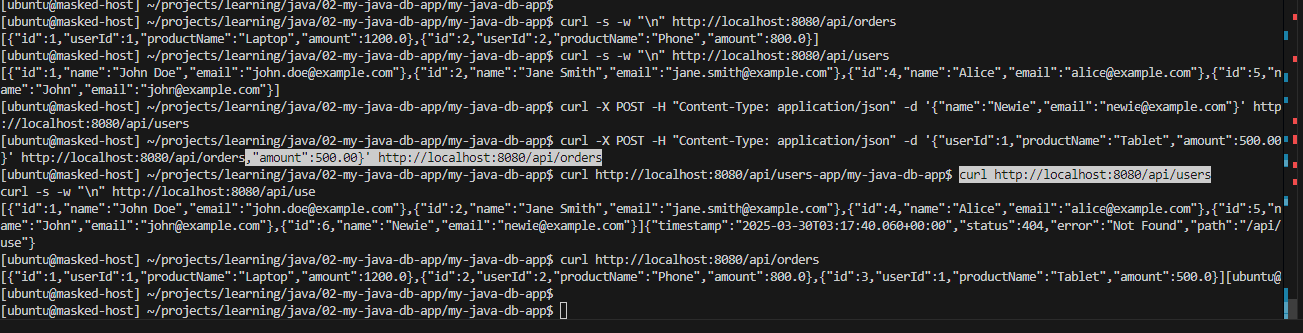 [ubuntu@masked-host] ~/projects/learning/java/02-my-java-db-app/my-java-db-app$
[ubuntu@masked-host] ~/projects/learning/java/02-my-java-db-app/my-java-db-app$ curl -s -w "\n" http://localhost:8080/api/orders
[{"id":1,"userId":1,"productName":"Laptop","amount":1200.0},{"id":2,"userId":2,"productName":"Phone","amount":800.0}]
[ubuntu@masked-host] ~/projects/learning/java/02-my-java-db-app/my-java-db-app$ curl -s -w "\n" http://localhost:8080/api/users
[{"id":1,"name":"John Doe","email":"john.doe@example.com"},{"id":2,"name":"Jane Smith","email":"jane.smith@example.com"},{"id":4,"name":"Alice","email":"alice@example.com"},{"id":5,"n
ame":"John","email":"john@example.com"}]
[ubuntu@masked-host] ~/projects/learning/java/02-my-java-db-app/my-java-db-app$ curl -X POST -H "Content-Type: application/json" -d '{"name":"Newie","email":"newie@example.com"}' http
://localhost:8080/api/users
[ubuntu@masked-host] ~/projects/learning/java/02-my-java-db-app/my-java-db-app$ curl -X POST -H "Content-Type: application/json" -d '{"userId":1,"productName":"Tablet","amount":500.00
}' http://localhost:8080/api/orders,"amount":500.00}' http://localhost:8080/api/orders
[ubuntu@masked-host] ~/projects/learning/java/02-my-java-db-app/my-java-db-app$ curl http://localhost:8080/api/users-app/my-java-db-app$ curl http://localhost:8080/api/users
curl -s -w "\n" http://localhost:8080/api/use
[{"id":1,"name":"John Doe","email":"john.doe@example.com"},{"id":2,"name":"Jane Smith","email":"jane.smith@example.com"},{"id":4,"name":"Alice","email":"alice@example.com"},{"id":5,"n
ame":"John","email":"john@example.com"},{"id":6,"name":"Newie","email":"newie@example.com"}]{"timestamp":"2025-03-30T03:17:40.060+00:00","status":404,"error":"Not Found","path":"/api/
use"}
[ubuntu@masked-host] ~/projects/learning/java/02-my-java-db-app/my-java-db-app$ curl http://localhost:8080/api/orders
[{"id":1,"userId":1,"productName":"Laptop","amount":1200.0},{"id":2,"userId":2,"productName":"Phone","amount":800.0},{"id":3,"userId":1,"productName":"Tablet","amount":500.0}][ubuntu@
[ubuntu@masked-host] ~/projects/learning/java/02-my-java-db-app/my-java-db-app$
[ubuntu@masked-host] ~/projects/learning/java/02-my-java-db-app/my-java-db-app$